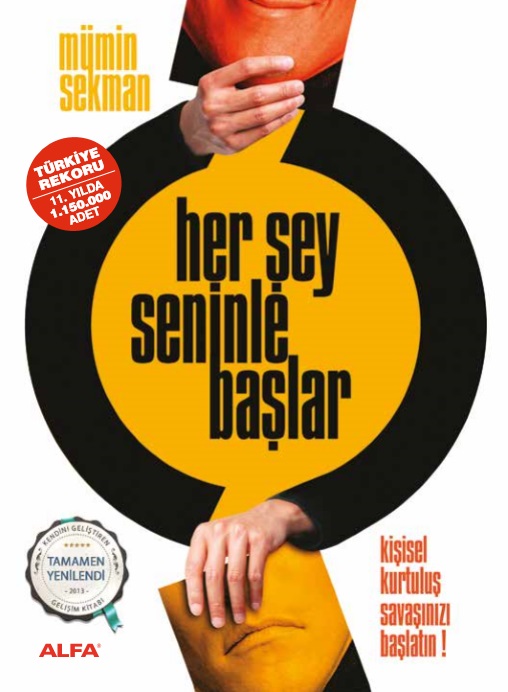 mümin
sekman
TÜRKİYE
REKORU
11. YILDA
1.150.000
ADET
her şey
seninle
başlar
KENDİNİ GELİŞTİREN
TAMAMEN
YENİLENDİ
- 2013 -
GELİŞİM KİTABI
kişisel
kurtuluş
savaşınızı
başlatın !
ALFA®